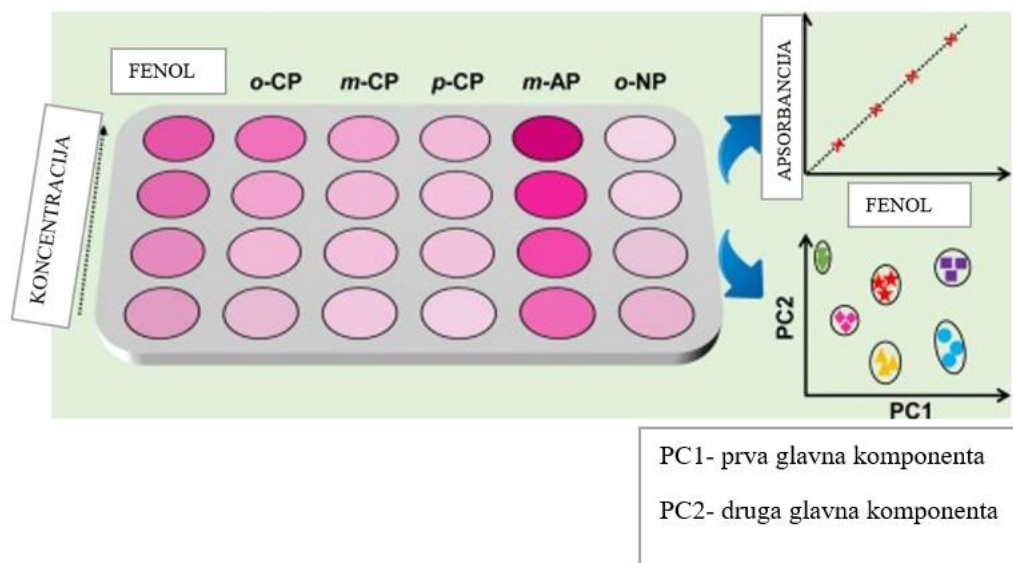 FENOL
o-CP
m-CP
p-CP
m-AP
o-NP
KONCENTRACIJA
APSORBANCIJA
FENOL
PC2
PC1
PC1- prva glavna komponenta
PC2- druga glavna komponenta